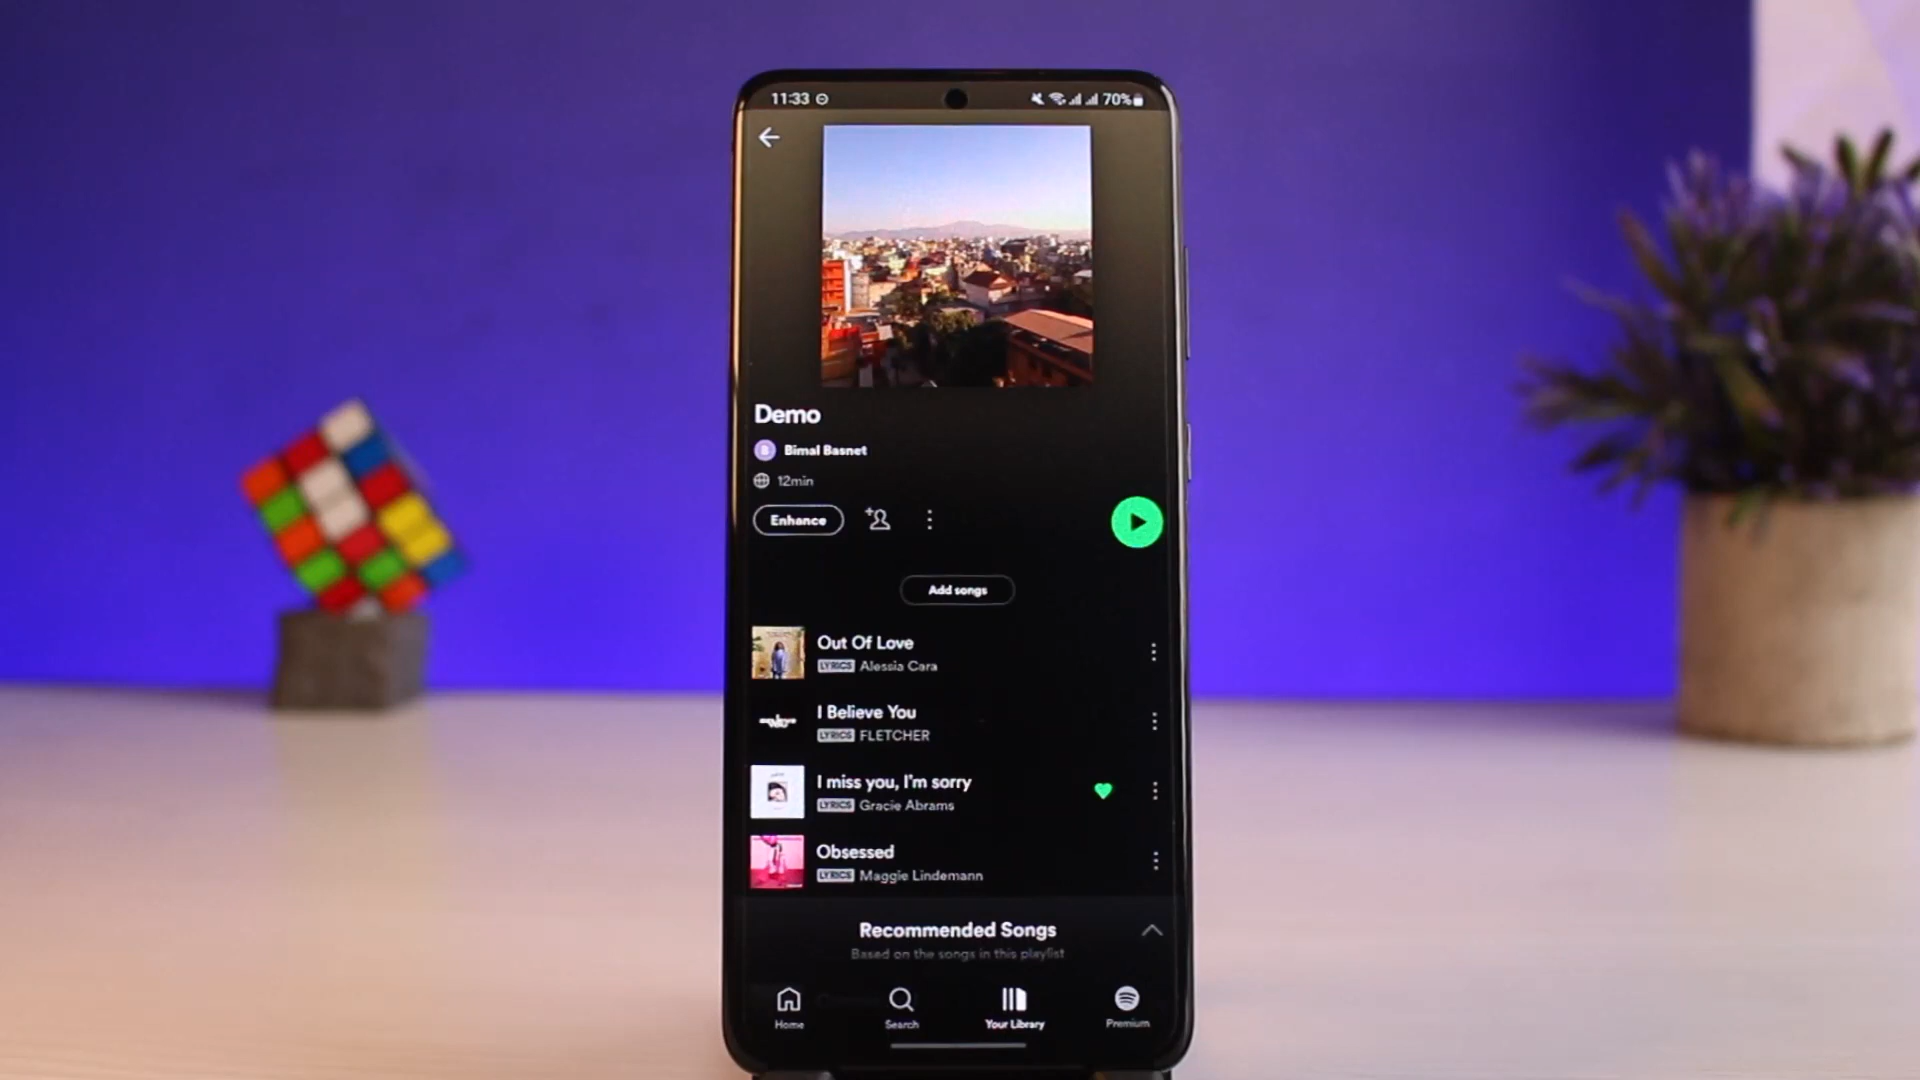 11:33 70%
Demo
B Bimal Basnet
12min
Enhance
Add songs
Out Of Love
LYRICS Alessia Cara
I Believe You
LYRICS FLETCHER
I miss you, I'm sorry
LYRICS Gracie Abrams
Obsessed
LYRICS Maggie Lindemann
Recommended Songs
Based on the songs in this playlist
Home Search Your Library Premium